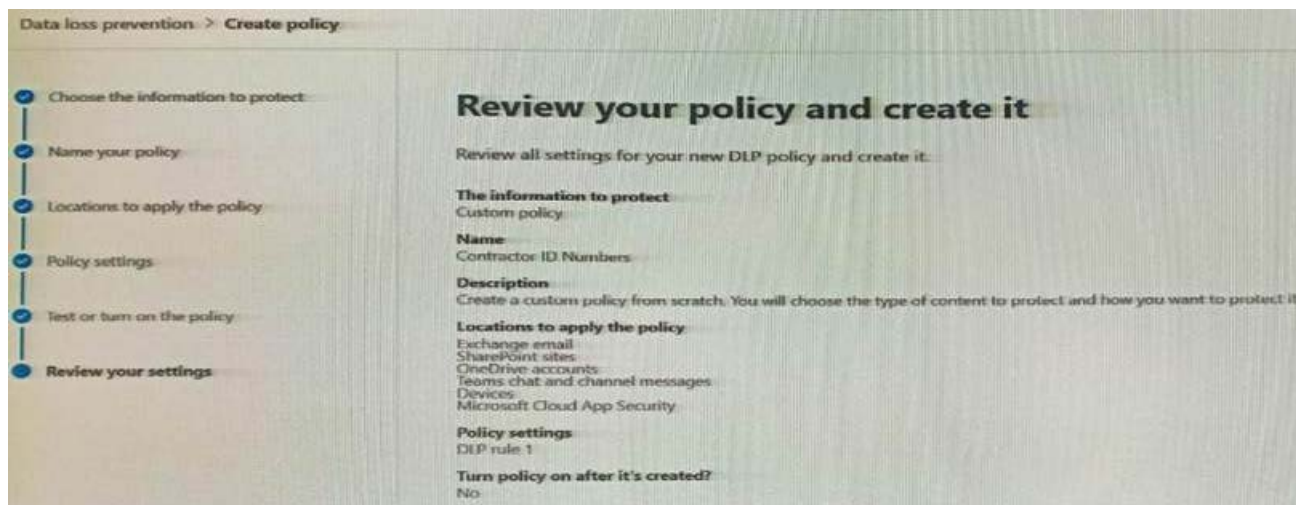 Data loss prevention > Create policy
Choose the information to protect
Name your policy
Locations to apply the policy
Policy settings
Test or turn on the policy
Review your settings
Review your policy and create it
Review all settings for your new DLP policy and create it.
The information to protect
Custom policy
Name
Contractor ID Numbers
Description
Create a custom policy from scratch. You will choose the type of content to protect and how you want to protect it
Locations to apply the policy
Exchange email
SharePoint sites
OneDrive accounts
Teams chat and channel messages
Devices
Microsoft Cloud App Security
Policy settings
DLP rule 1
Turn policy on after it's created?
No